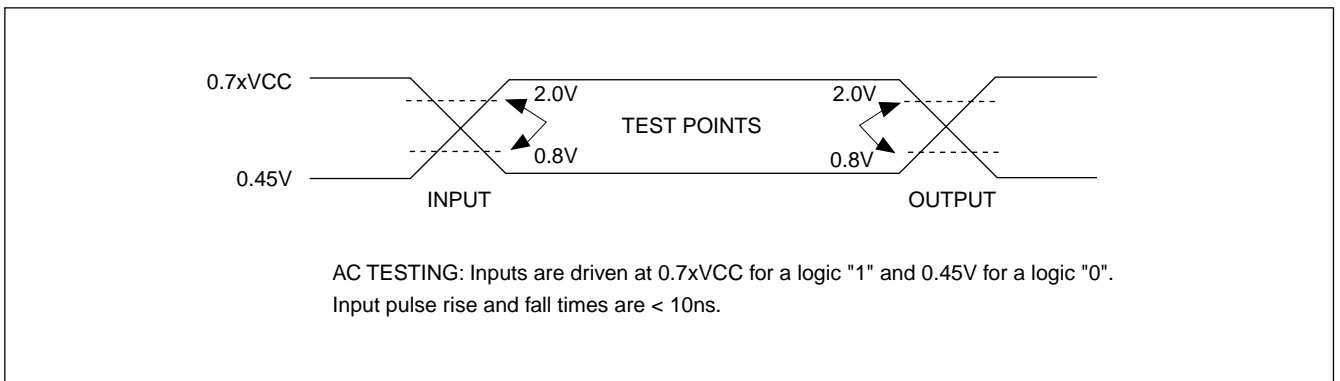 0.7xVCC
2.0V
2.0V
TEST POINTS
0.8V
0.8V
0.45V
INPUT
OUTPUT
AC TESTING: Inputs are driven at 0.7xVCC for a logic "1" and 0.45V for a logic "0".
Input pulse rise and fall times are < 10ns.